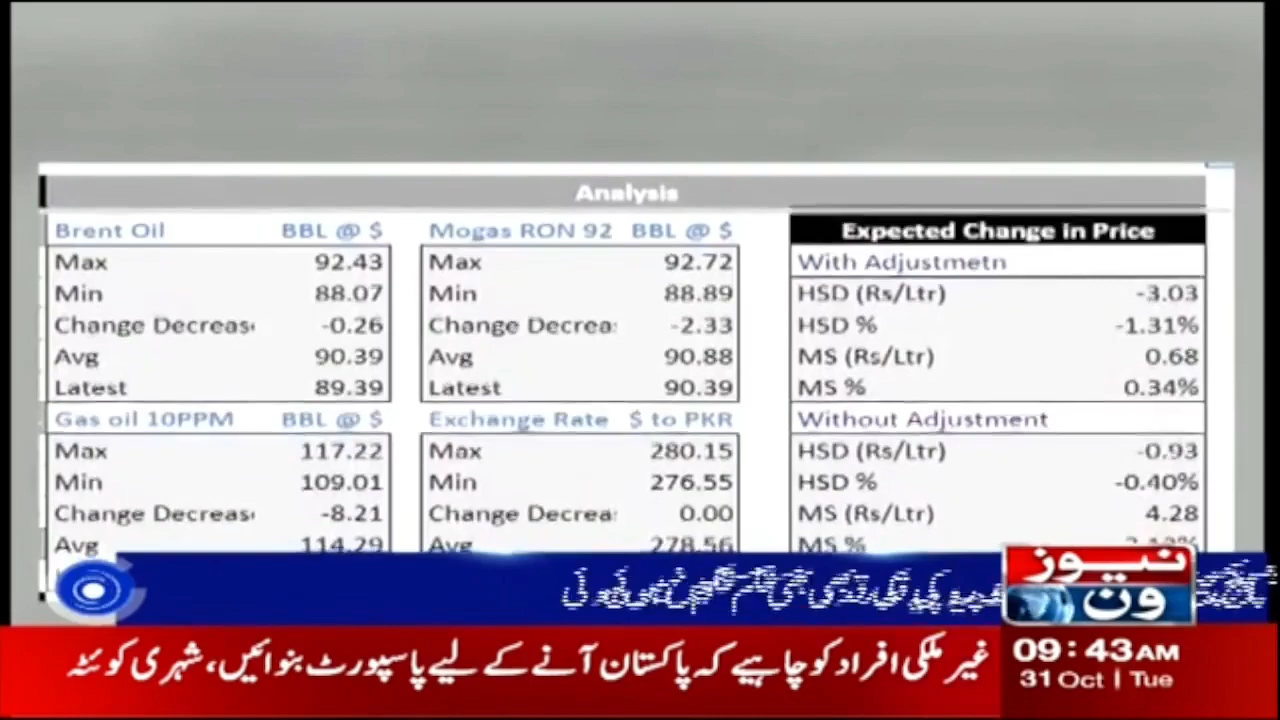 Analysis
Brent Oil BBL @ $
Max 92.43
Min 88.07
Change Decreas -0.26
Avg 90.39
Latest 89.39
Mogas RON 92 BBL @ $
Max 92.72
Min 88.89
Change Decrea -2.33
Avg 90.88
Latest 90.39
Expected Change in Price
With Adjustmetn
HSD (Rs/Ltr) -3.03
HSD % -1.31%
MS (Rs/Ltr) 0.68
MS % 0.34%
Gas oil 10PPM BBL @ $
Max 117.22
Min 109.01
Change Decreas -8.21
Avg 114.29
Exchange Rate $ to PKR
Max 280.15
Min 276.55
Change Decrea 0.00
Avg 278.56
Without Adjustment
HSD (Rs/Ltr) -0.93
HSD % -0.40%
MS (Rs/Ltr) 4.28
MS %
نیوز
ون
غیر ملکی افراد کو چاہیے کہ پاکستان آنے کے لیے پاسپورٹ بنوائیں، شہری کوئٹہ
09:43AM
31 Oct | Tue